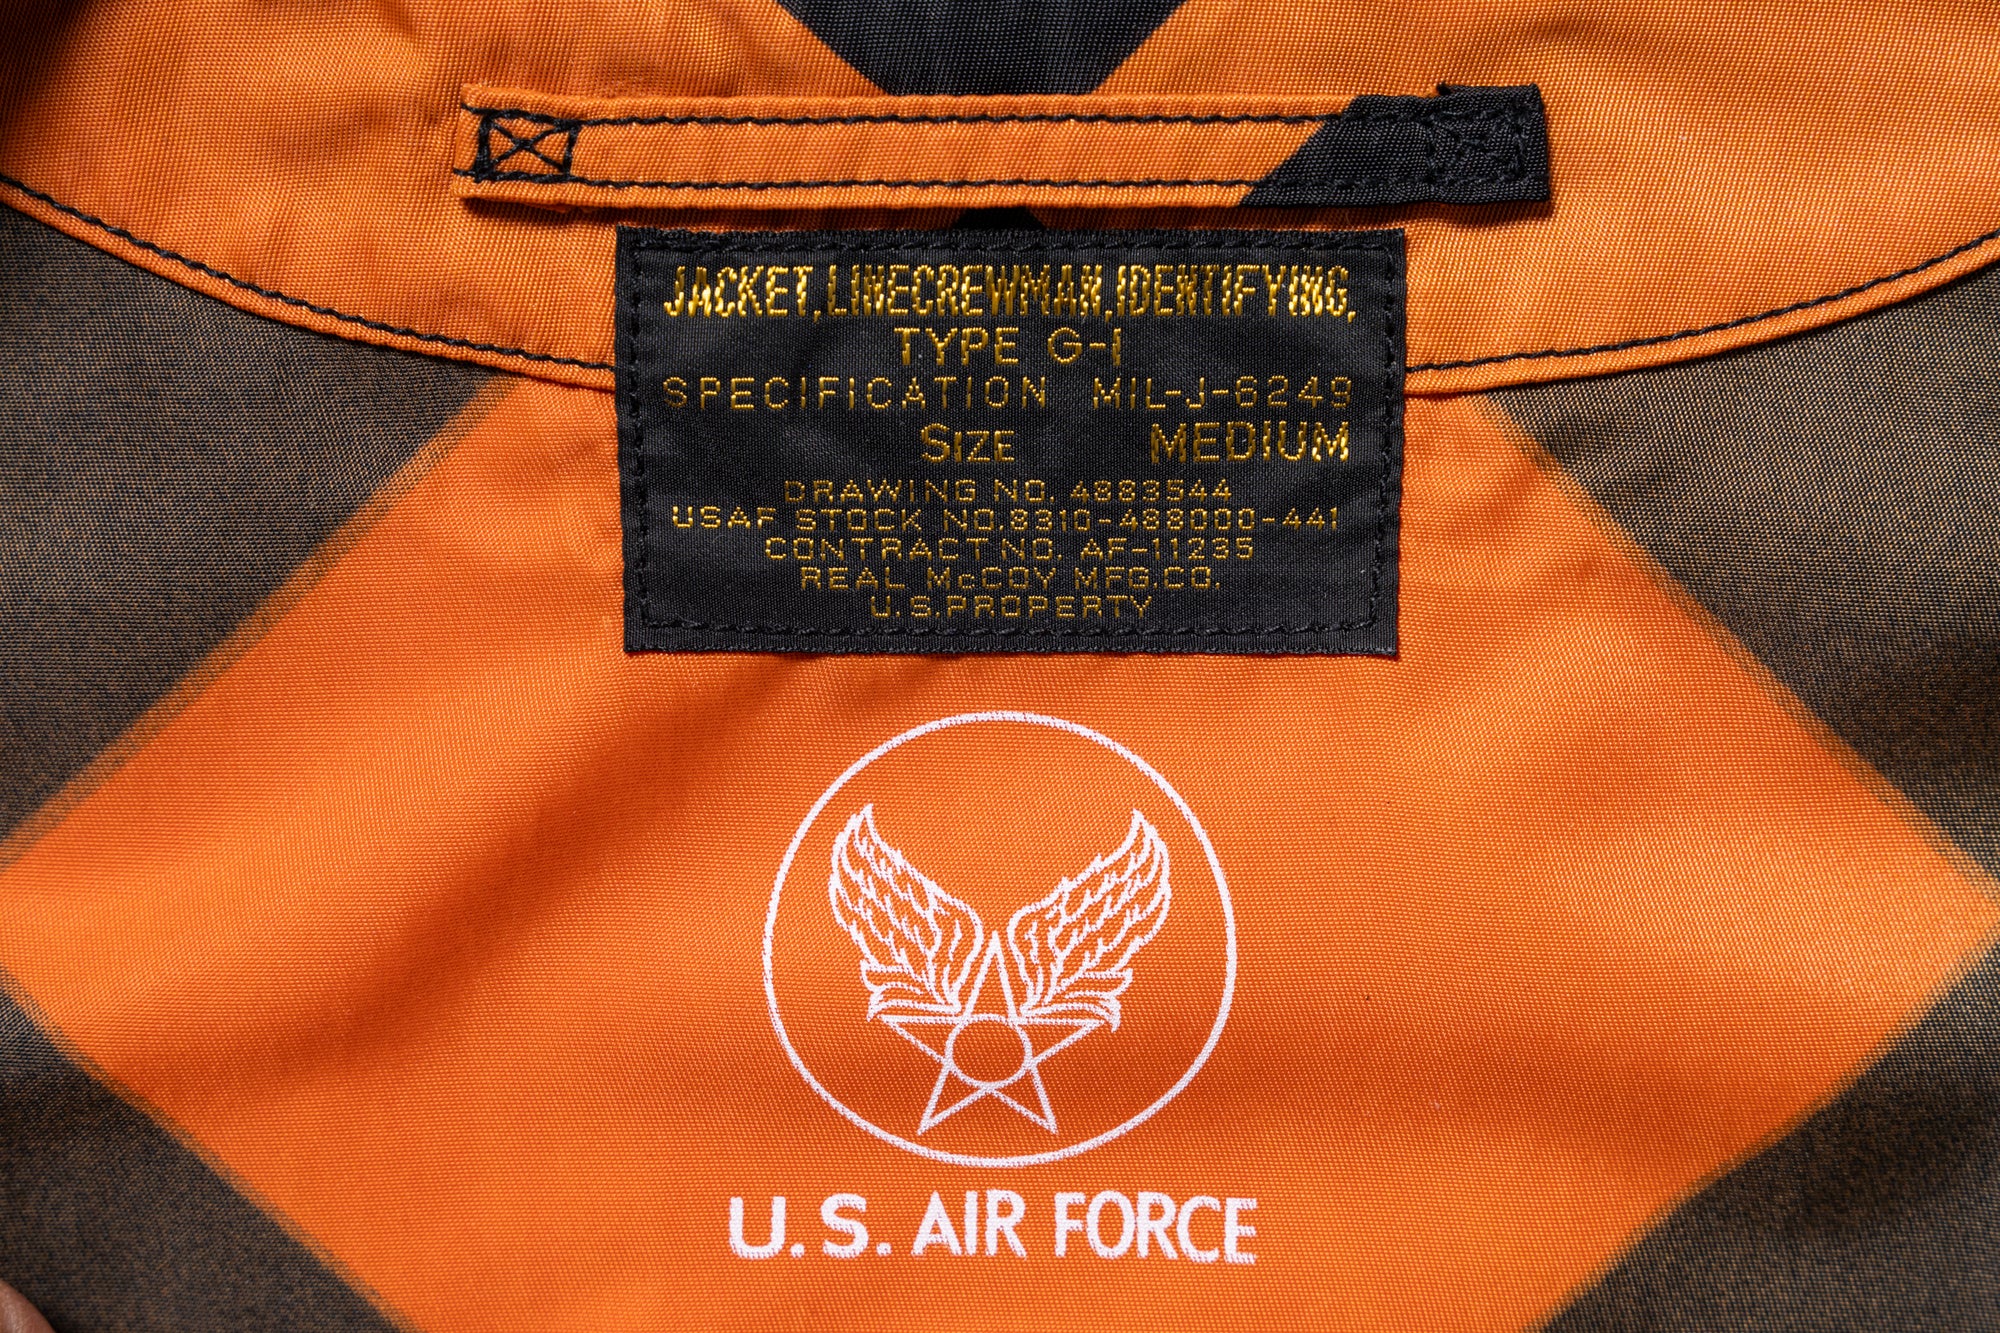 JACKET, LINECREWMAN, IDENTIFYING,
TYPE G-1
SPECIFICATION MIL-J-6249
SIZE MEDIUM
DRAWING NO. 4883544
USAF STOCK NO. 8310-488000-441
CONTRACT NO. AF-11235
REAL McCOY MFG. CO.
U.S. PROPERTY
U.S. AIR FORCE